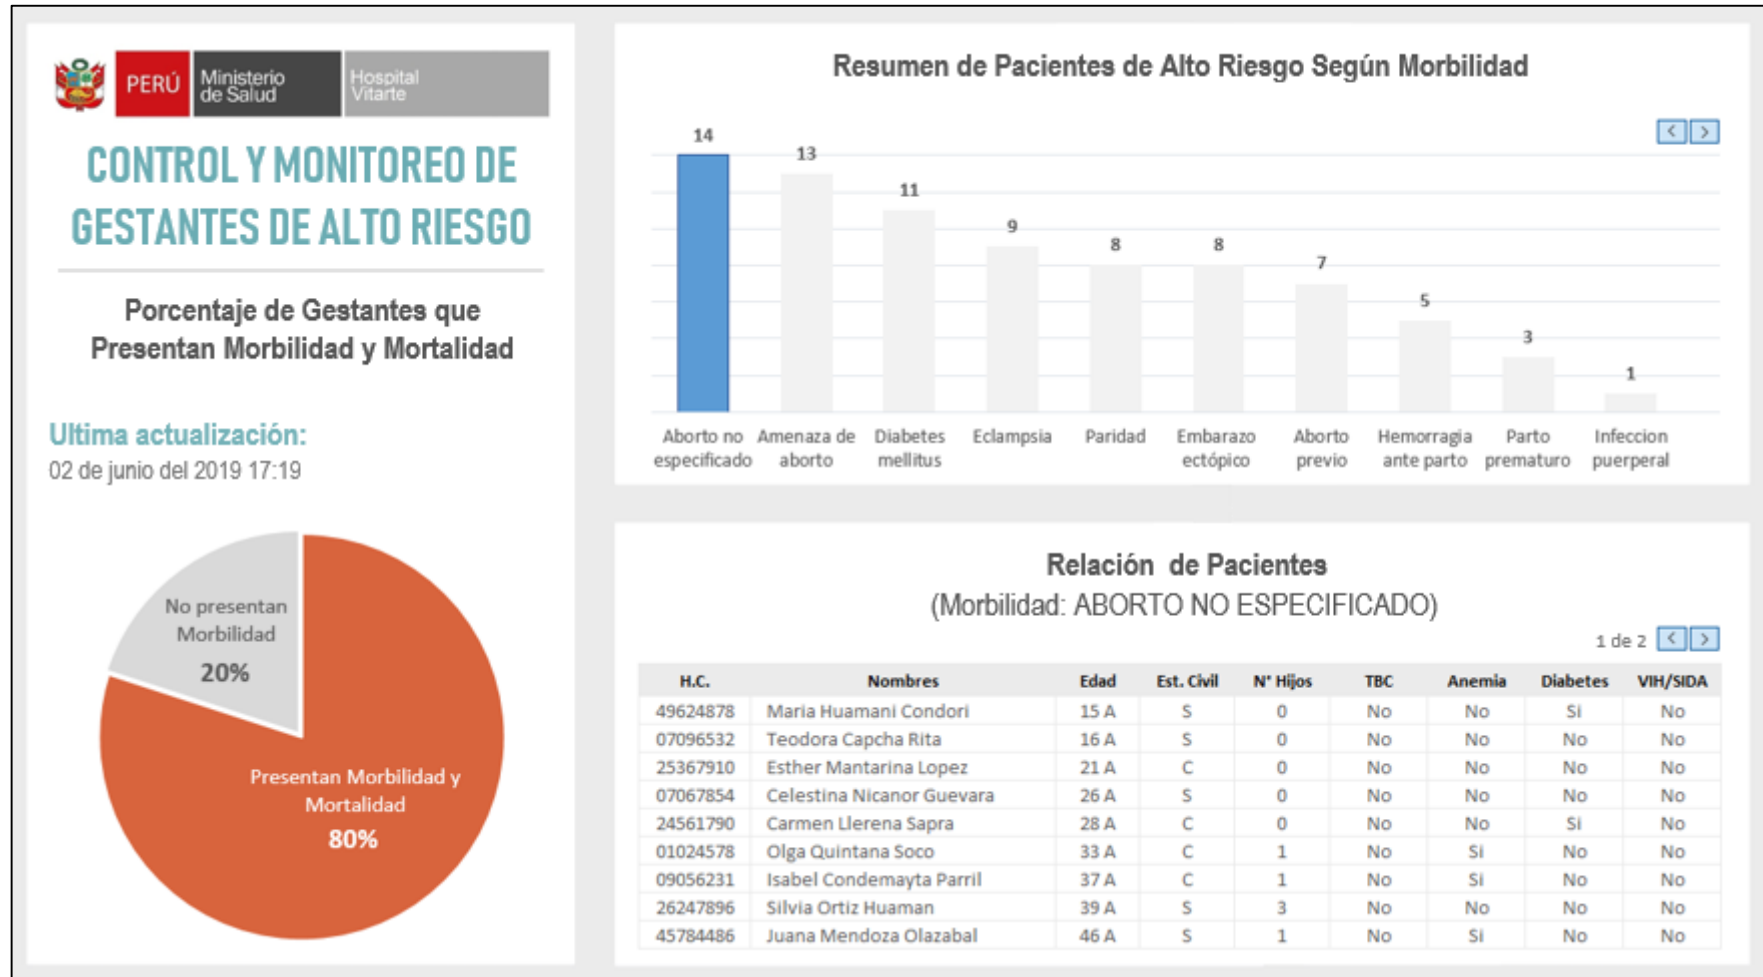 PERÚ
Ministerio
de Salud
Hospital
Vitarte
CONTROL Y MONITOREO DE
GESTANTES DE ALTO RIESGO
Porcentaje de Gestantes que
Presentan Morbilidad y Mortalidad
Ultima actualización:
02 de junio del 2019 17:19
No presentan
Morbilidad
20%
Presentan Morbilidad y
Mortalidad
80%
Resumen de Pacientes de Alto Riesgo Según Morbilidad
< >
14 13 11 9 8 8 7 5 3 1
Aborto no Amenaza de Diabetes Eclampsia Paridad Embarazo Aborto Hemorragia Parto Infeccion
especificado aborto mellitus ectópico previo ante parto prematuro puerperal
Relación de Pacientes
(Morbilidad: ABORTO NO ESPECIFICADO)
1 de 2 < >
H.C. Nombres Edad Est. Civil N° Hijos TBC Anemia Diabetes VIH/SIDA
49624878 Maria Huamani Condori 15 A S 0 No No Si No
07096532 Teodora Capcha Rita 16 A S 0 No No No No
25367910 Esther Mantarina Lopez 21 A C 0 No No No No
07067854 Celestina Nicanor Guevara 26 A S 0 No No No No
24561790 Carmen Llerena Sapra 28 A C 0 No No Si No
01024578 Olga Quintana Soco 33 A C 1 No Si No No
09056231 Isabel Condemayta Parril 37 A C 1 No Si No No
26247896 Silvia Ortiz Huaman 39 A S 3 No No No No
45784486 Juana Mendoza Olazabal 46 A S 1 No Si No No